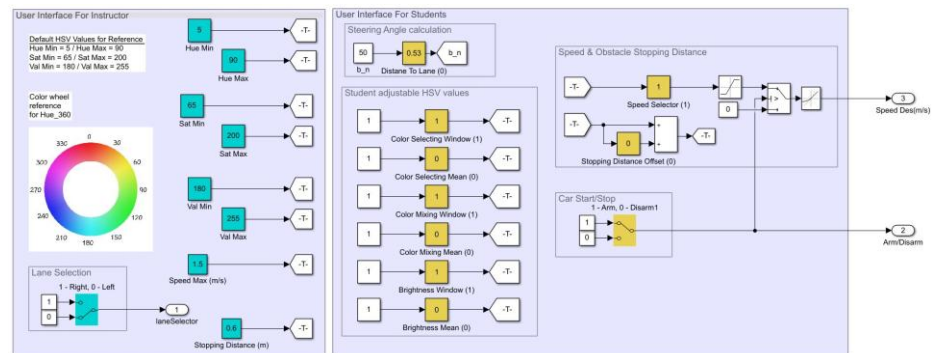 User Interface For Instructor
Default HSV Values for Reference
Hue Min = 5 / Hue Max = 90
Sat Min = 65 / Sat Max = 200
Val Min = 180 / Val Max = 255
Color wheel
reference
for Hue_360
0
30
60
90
120
150
180
210
240
270
300
330
5
-T-
Hue Min
90
-T-
Hue Max
65
-T-
Sat Min
200
-T-
Sat Max
180
-T-
Val Min
255
-T-
Val Max
1.5
-T-
Speed Max (m/s)
0.6
-T-
Stopping Distance (m)
Lane Selection
1 - Right, 0 - Left
1
0
1
laneSelector
User Interface For Students
Steering Angle calculation
50
0.53
b_n
b_n
Distane To Lane (0)
Student adjustable HSV values
1
1
-T-
Color Selecting Window (1)
1
0
-T-
Color Selecting Mean (0)
1
1
-T-
Color Mixing Window (1)
1
0
-T-
Color Mixing Mean (0)
1
1
-T-
Brightness Window (1)
1
0
-T-
Brightness Mean (0)
Speed & Obstacle Stopping Distance
-T-
1
Speed Selector (1)
0
-T-
0
+
+
-T-
Stopping Distance Offset (0)
3
Speed Des(m/s)
Car Start/Stop
1 - Arm, 0 - Disarm1
1
0
2
Arm/Disarm